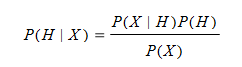 P(H | X) = P(X | H)P(H) / P(X)